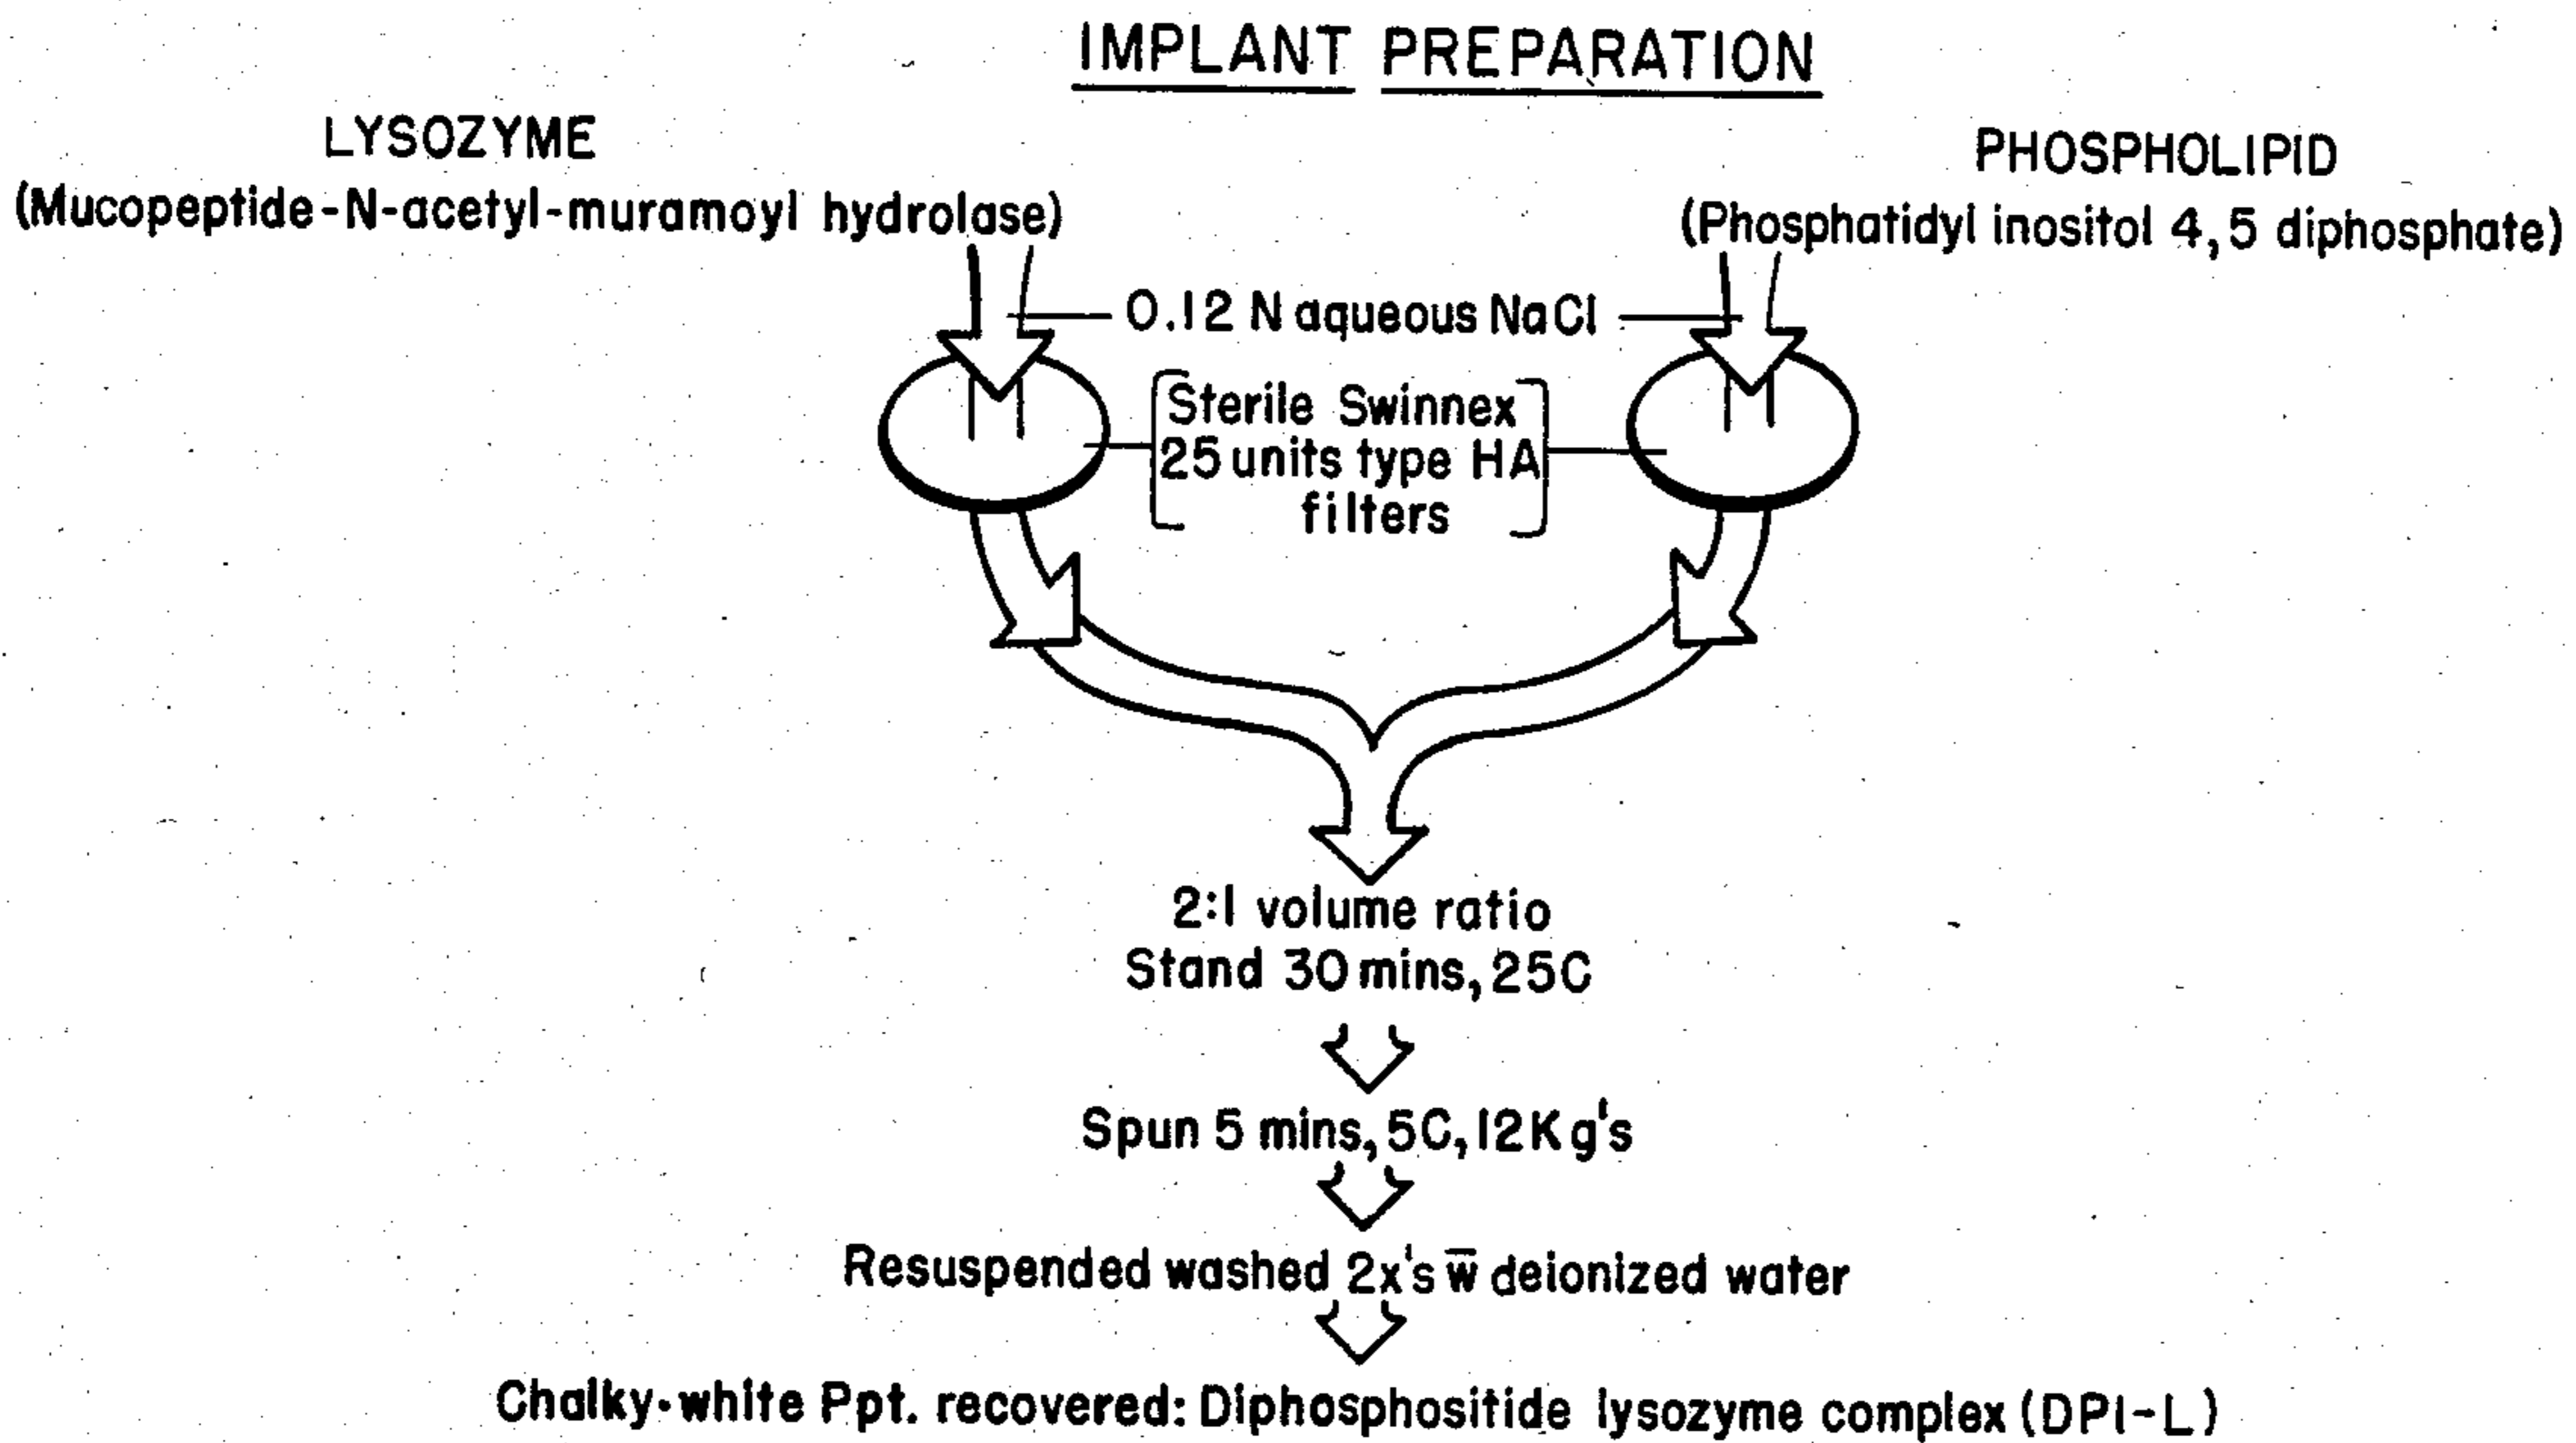 IMPLANT PREPARATION
LYSOZYME
(Mucopeptide-N-acetyl-muramoyl hydrolase)
PHOSPHOLIPID
(Phosphatidyl inositol 4,5 diphosphate)
0.12 N aqueous NaCl
Sterile Swinnex
25 units type HA
filters
2:1 volume ratio
Stand 30 mins, 25C
Spun 5 mins, 5C, 12K g's
Resuspended washed 2x's w̅ deionized water
Chalky-white Ppt. recovered: Diphosphositide lysozyme complex (DPI-L)